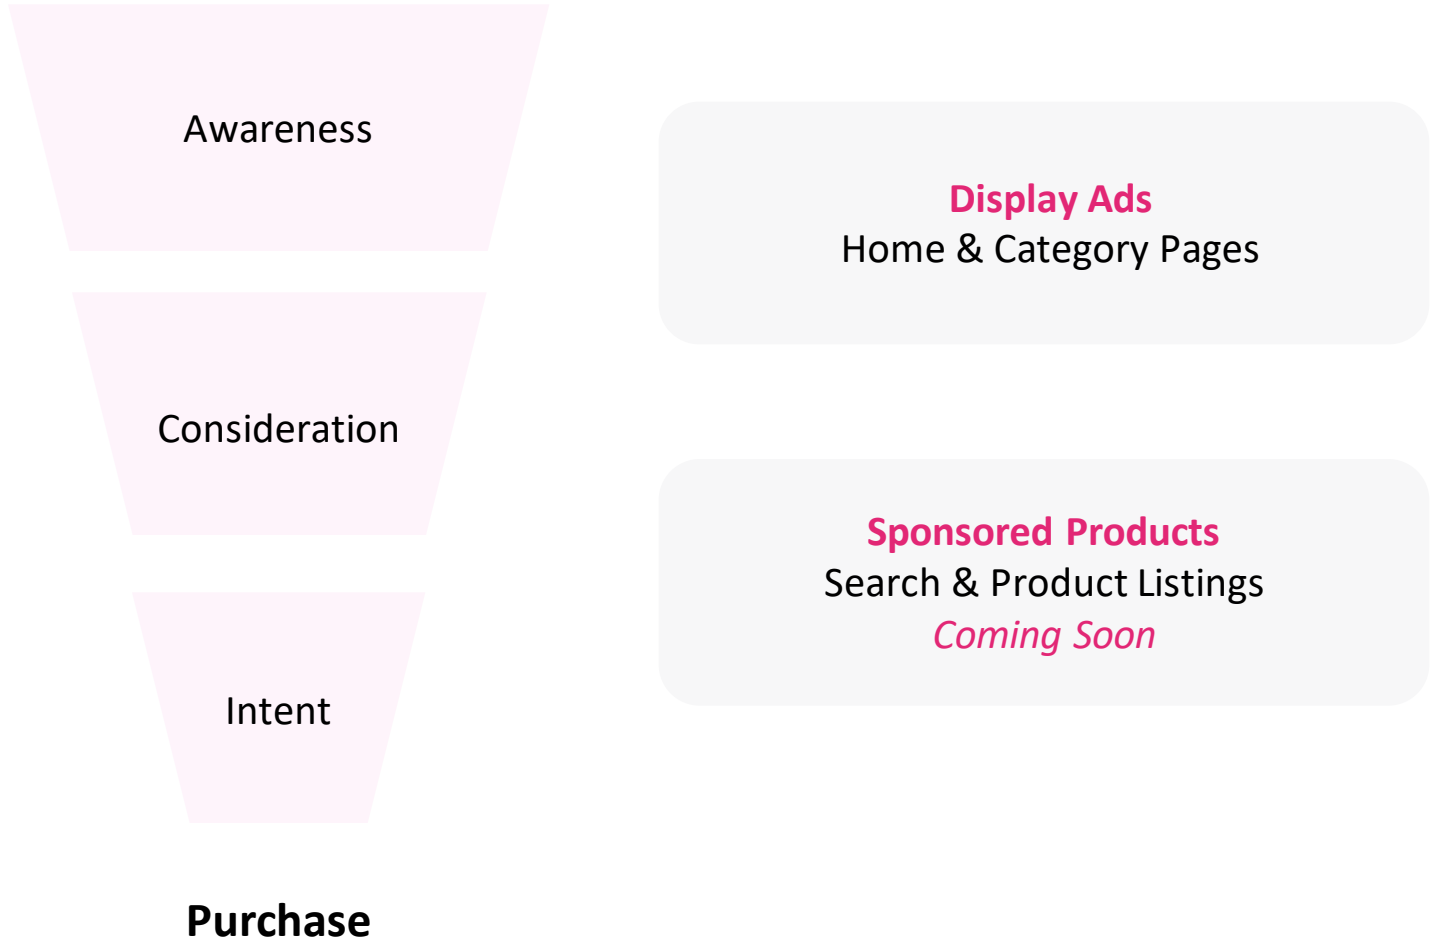 Awareness
Display Ads
Home & Category Pages
Consideration
Sponsored Products
Search & Product Listings
Coming Soon
Intent
Purchase